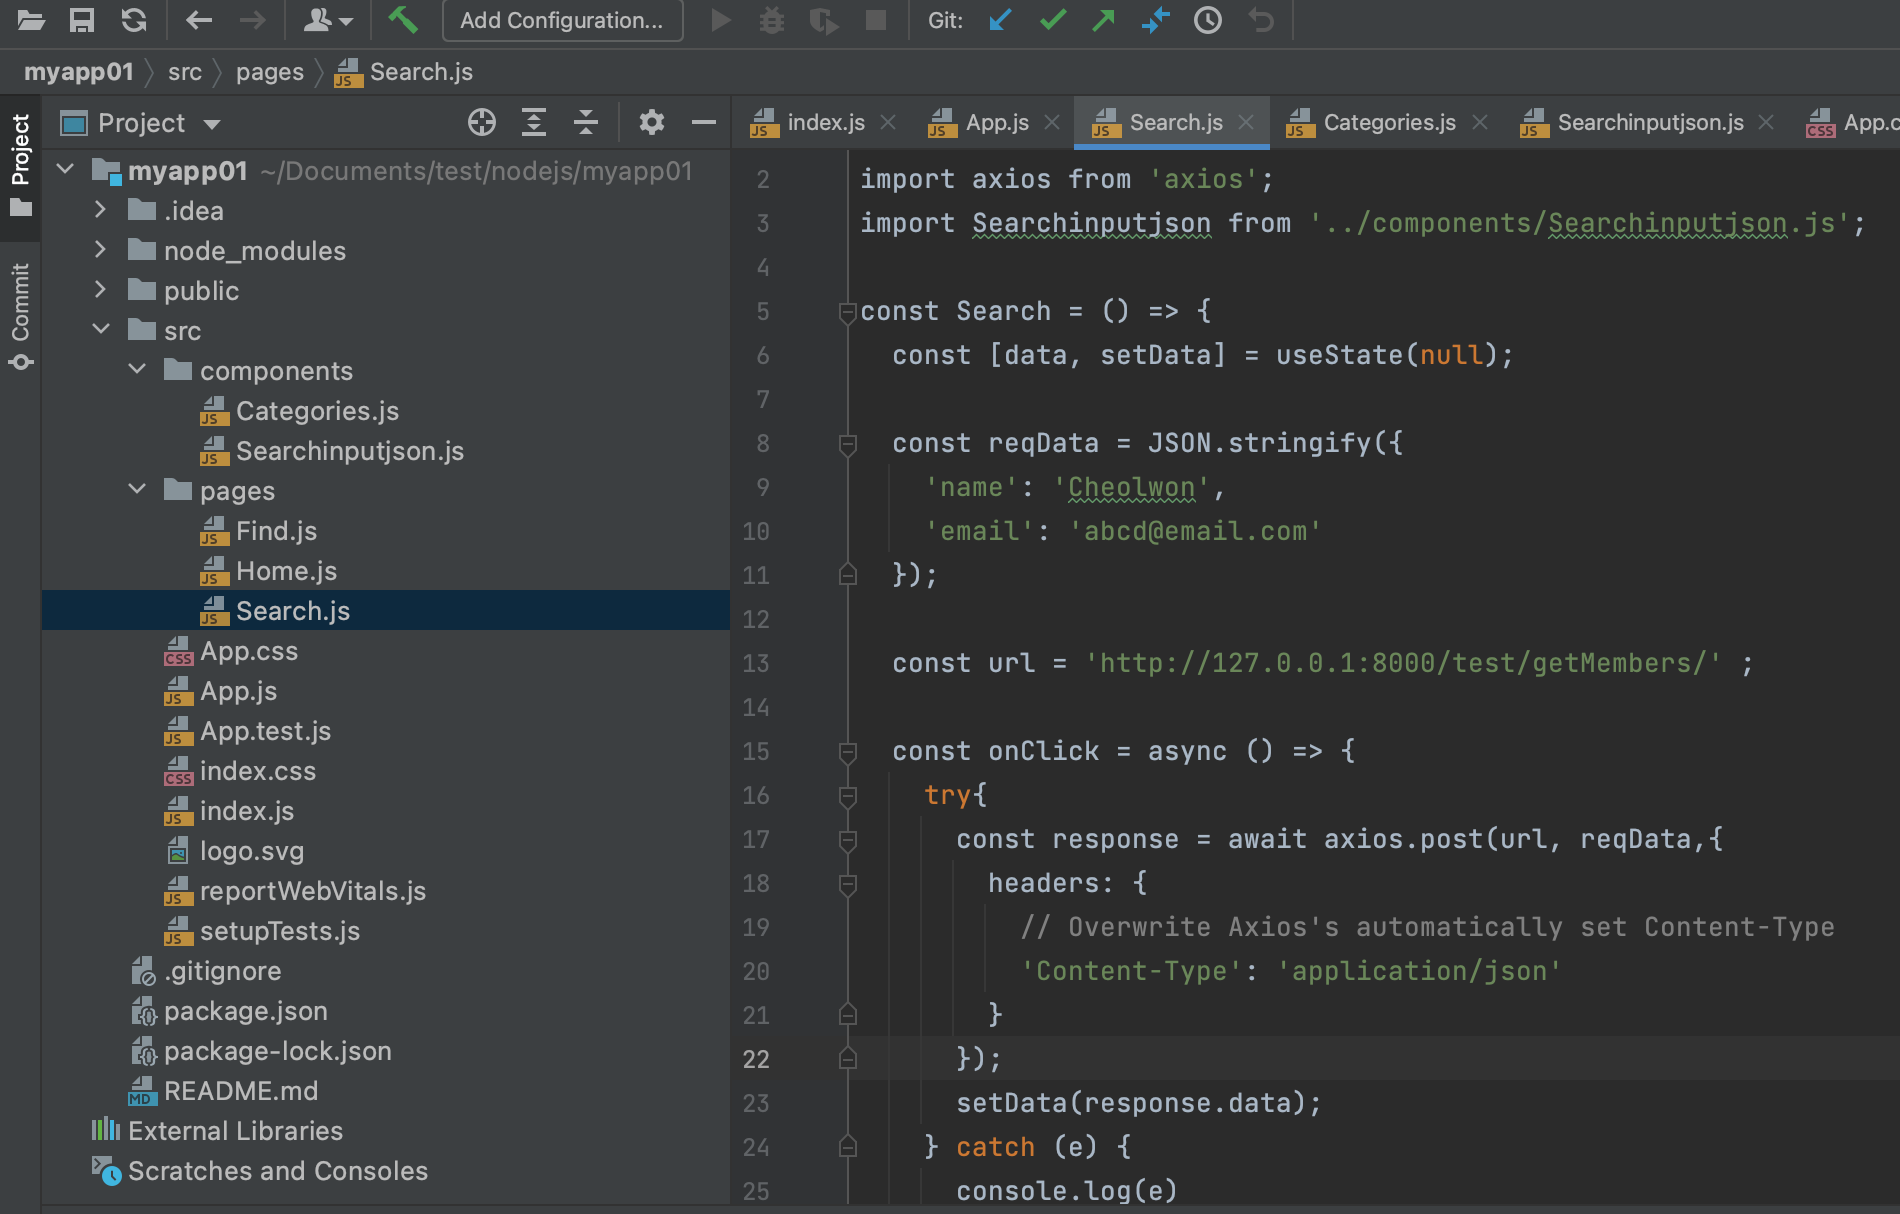 Add Configuration...
Git:
myapp01 src pages Search.js
Project
Commit
Project
index.js
App.js
Search.js
Categories.js
Searchinputjson.js
App.c
myapp01 ~/Documents/test/nodejs/myapp01
.idea
node_modules
public
src
components
Categories.js
Searchinputjson.js
pages
Find.js
Home.js
Search.js
App.css
App.js
App.test.js
index.css
index.js
logo.svg
reportWebVitals.js
setupTests.js
.gitignore
package.json
package-lock.json
README.md
External Libraries
Scratches and Consoles
2 import axios from 'axios';
3 import Searchinputjson from '../components/Searchinputjson.js';
4
5 const Search = () => {
6 const [data, setData] = useState(null);
7
8 const reqData = JSON.stringify({
9 'name': 'Cheolwon',
10 'email': 'abcd@email.com'
11 });
12
13 const url = 'http://127.0.0.1:8000/test/getMembers/' ;
14
15 const onClick = async () => {
16 try{
17 const response = await axios.post(url, reqData,{
18 headers: {
19 // Overwrite Axios's automatically set Content-Type
20 'Content-Type': 'application/json'
21 }
22 });
23 setData(response.data);
24 } catch (e) {
25 console.log(e)